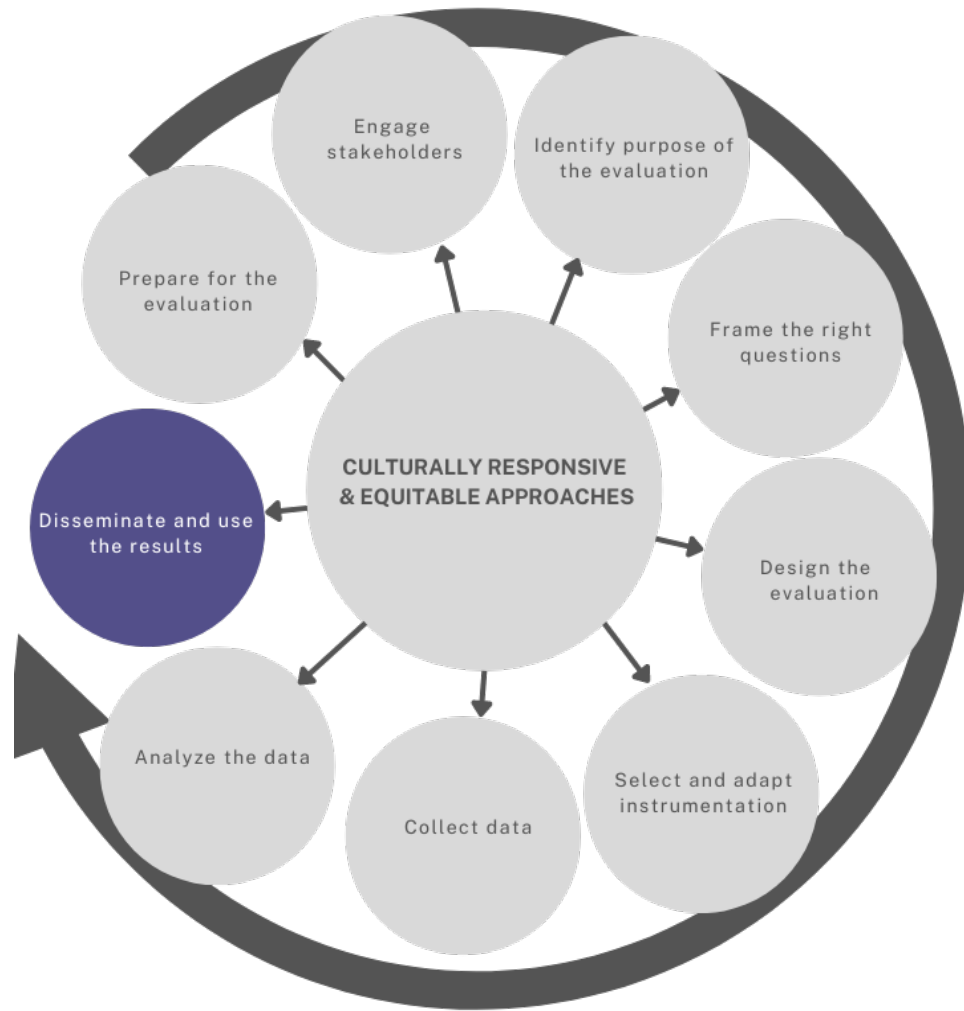 Engage
stakeholders
Identify purpose of
the evaluation
Prepare for the
evaluation
Frame the right
questions
CULTURALLY RESPONSIVE
& EQUITABLE APPROACHES
Disseminate and use
the results
Design the
evaluation
Analyze the data
Select and adapt
instrumentation
Collect data